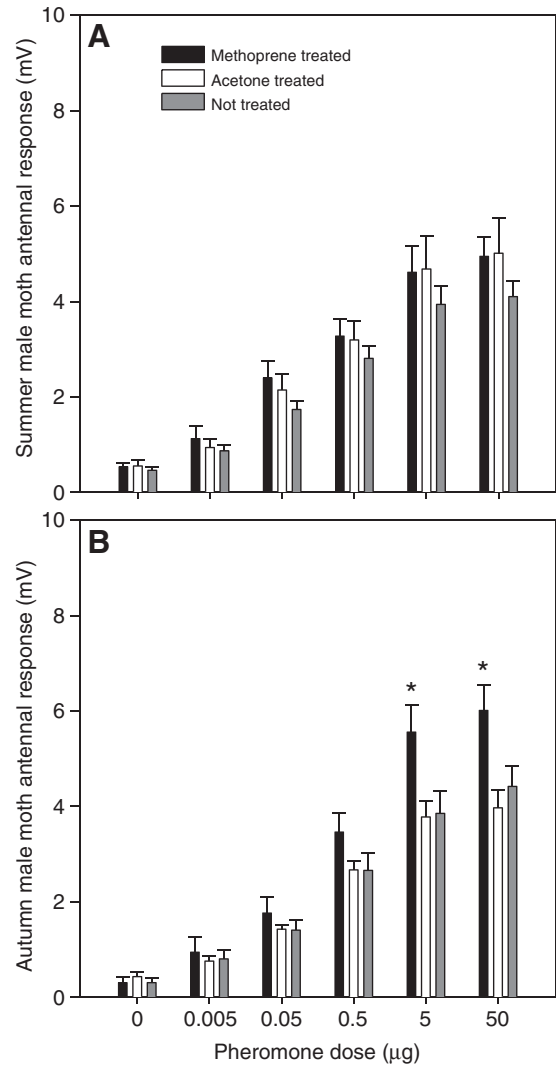 A
Methoprene treated
Acetone treated
Not treated
Summer male moth antennal response (mV)
10
8
6
4
2
0
B
Autumn male moth antennal response (mV)
10
8
6
4
2
0
*
*
0 0.005 0.05 0.5 5 50
Pheromone dose (μg)